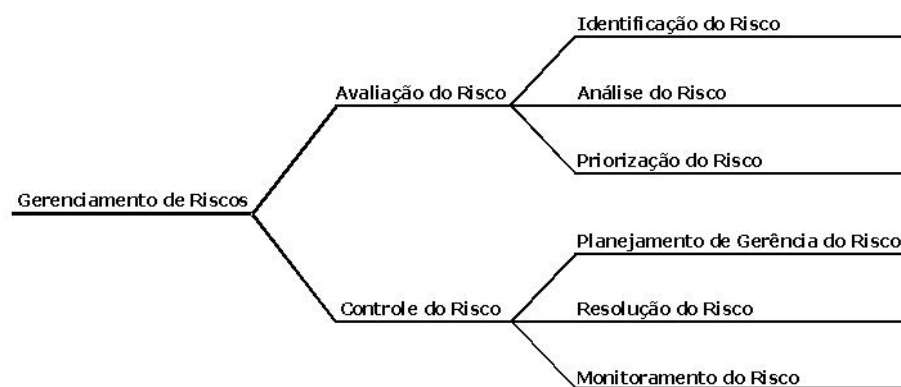 Identificação do Risco
Avaliação do Risco
Análise do Risco
Priorização do Risco
Gerenciamento de Riscos
Planejamento de Gerência do Risco
Controle do Risco
Resolução do Risco
Monitoramento do Risco